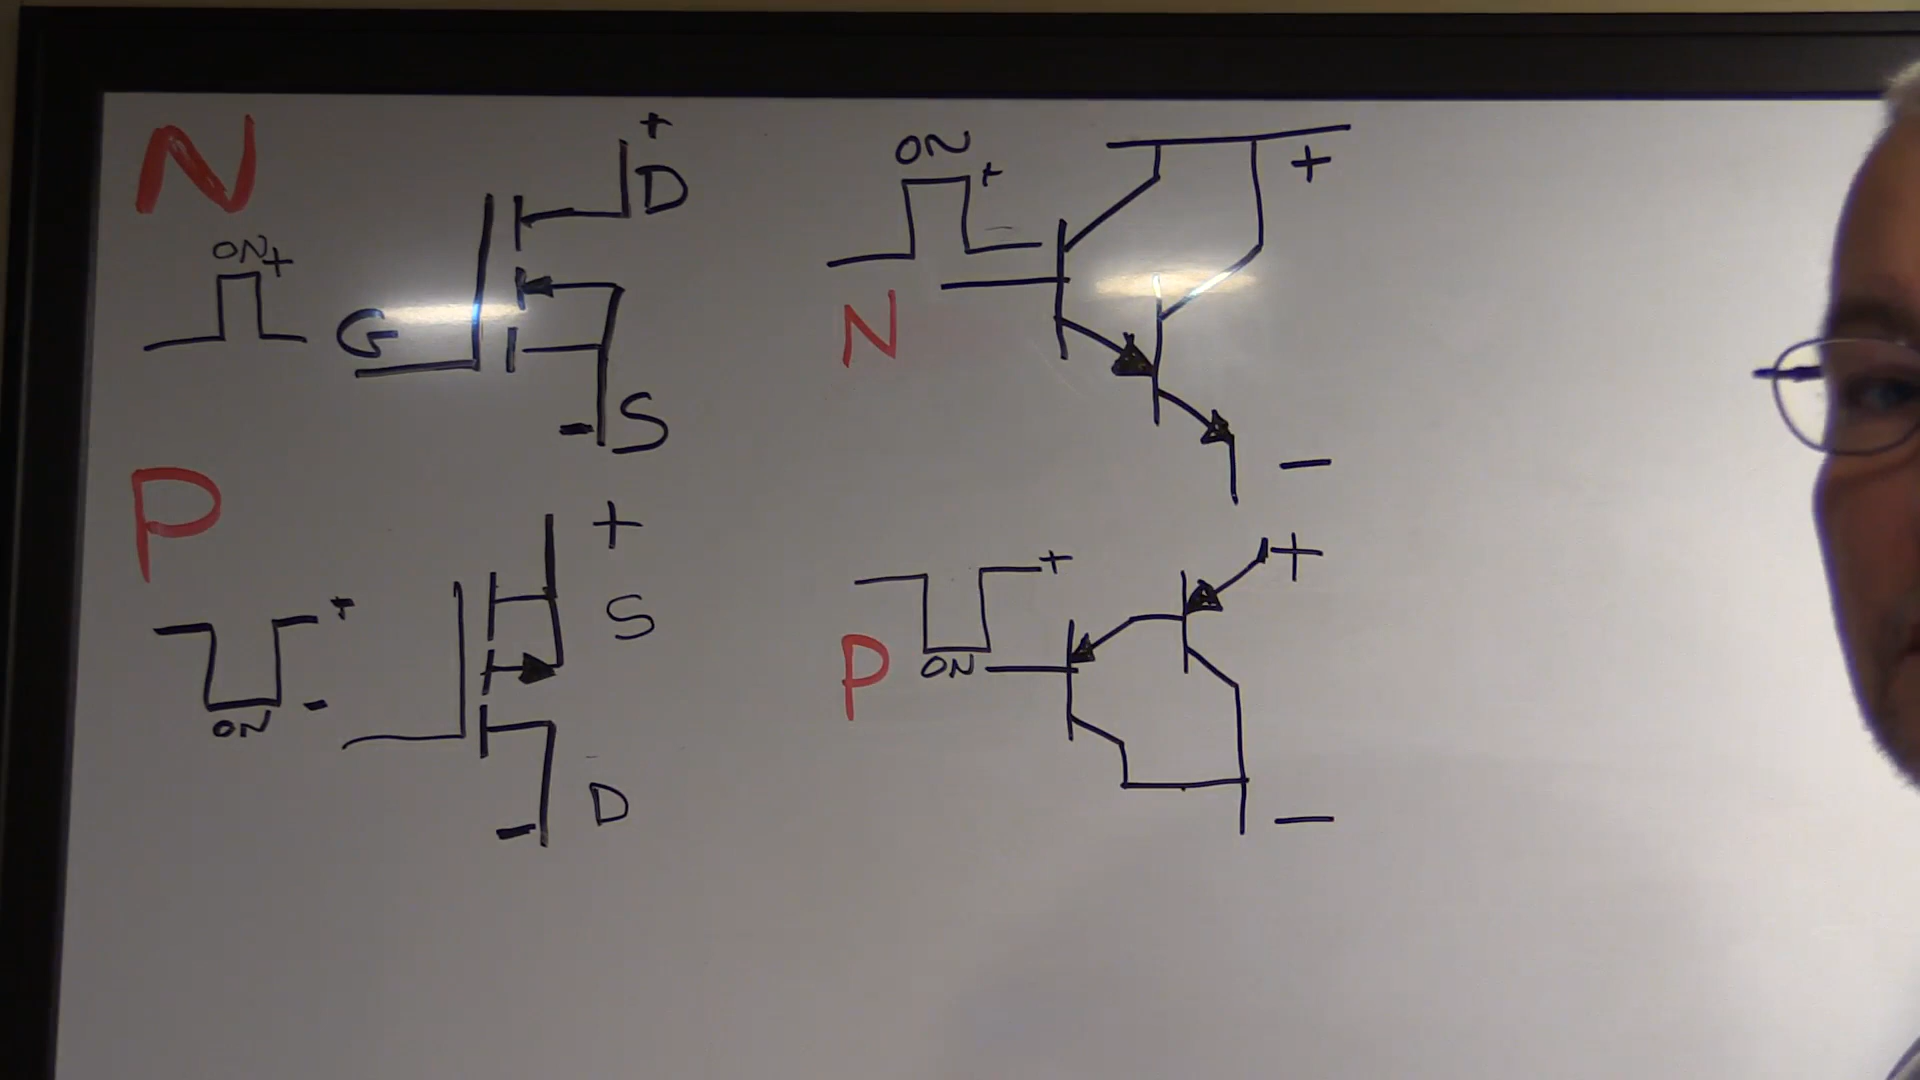 N
+
D
ON+
G
- S
P
+
S
+
ON -
D
-
ON
+
+
N
-
+
+
P
ON
-